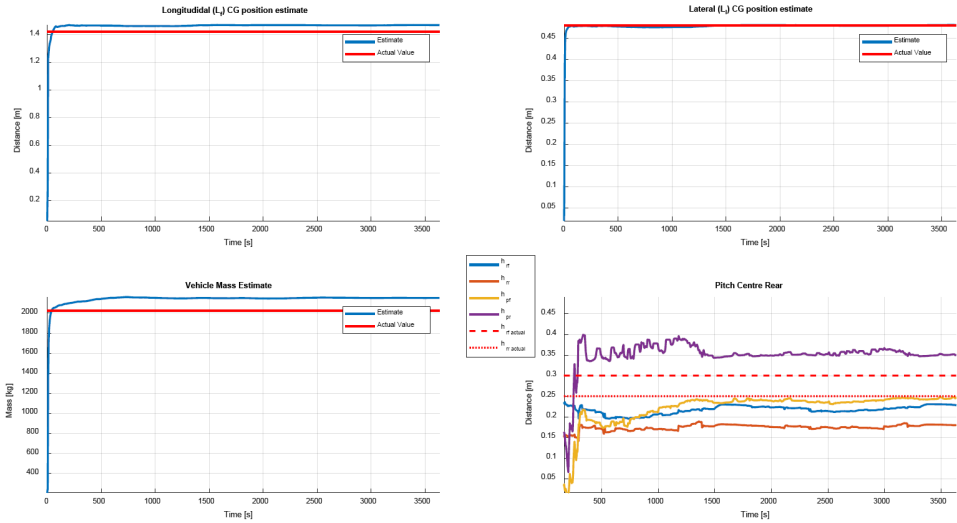 Longitudidal (L_f) CG position estimate
1.4
1.2
1
0.8
0.6
0.4
0.2
Distance [m]
Estimate
Actual Value
0 500 1000 1500 2000 2500 3000 3500
Time [s]
Lateral (L_l) CG position estimate
0.45
0.4
0.35
0.3
0.25
0.2
0.15
0.1
0.05
Distance [m]
Estimate
Actual Value
0 500 1000 1500 2000 2500 3000 3500
Time [s]
Vehicle Mass Estimate
2000
1800
1600
1400
1200
1000
800
600
400
Mass [kg]
Estimate
Actual Value
0 500 1000 1500 2000 2500 3000 3500
Time [s]
h_rf
h_rr
h_pf
h_pr
h_rf actual
h_rr actual
Pitch Centre Rear
0.45
0.4
0.35
0.3
0.25
0.2
0.15
0.1
0.05
Distance [m]
500 1000 1500 2000 2500 3000 3500
Time [s]